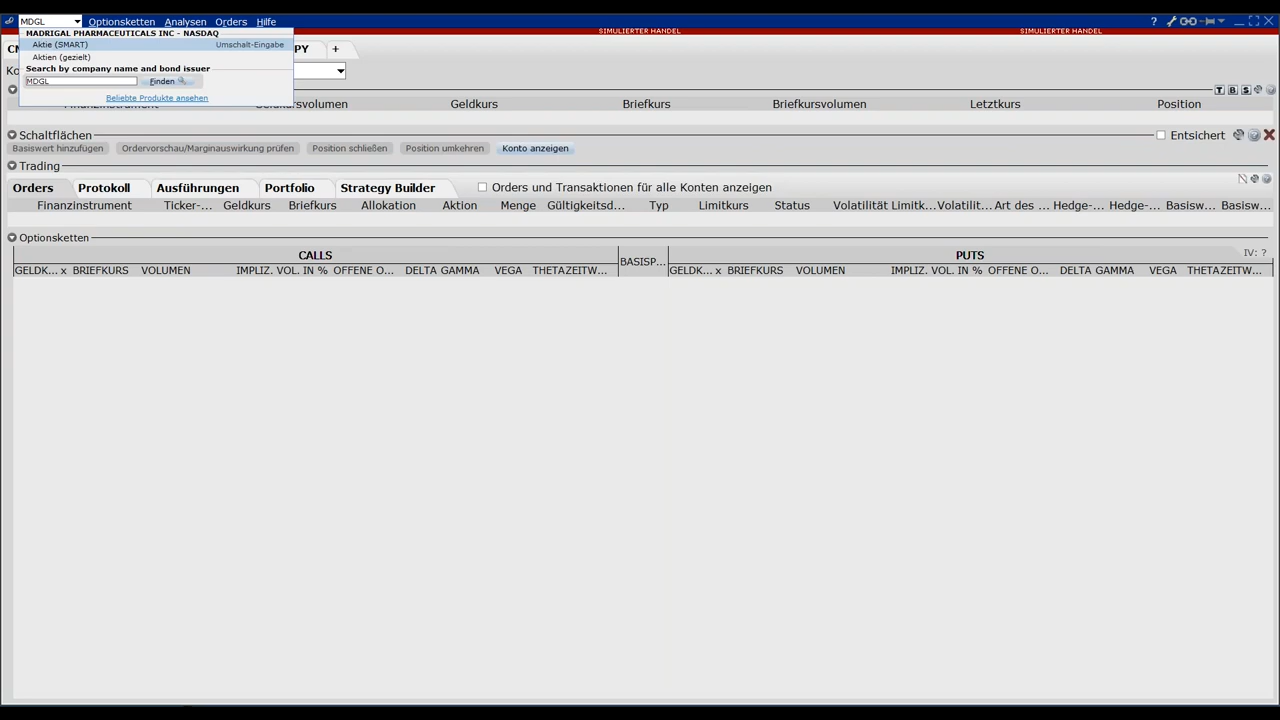 MDGL Optionsketten Analysen Orders Hilfe ?
MADRIGAL PHARMACEUTICALS INC - NASDAQ
SIMULIERTER HANDEL SIMULIERTER HANDEL
Aktie (SMART) Umschalt-Eingabe
PY +
Aktien (gezielt)
Search by company name and bond issuer
MDGL Finden
Beliebte Produkte ansehen
T B S
Finanzinstrument Geldkursvolumen Geldkurs Briefkurs Briefkursvolumen Letztkurs Position
Schaltflächen Entsichert
Basiswert hinzufügen Ordervorschau/Marginauswirkung prüfen Position schließen Position umkehren Konto anzeigen
Trading
Orders Protokoll Ausführungen Portfolio Strategy Builder Orders und Transaktionen für alle Konten anzeigen
Finanzinstrument Ticker-... Geldkurs Briefkurs Allokation Aktion Menge Gültigkeitsd... Typ Limitkurs Status Volatilität Limitk... Volatilit... Art des ... Hedge-... Hedge-... Basisw... Basisw...
Optionsketten
CALLS PUTS IV: ?
BASISP...
GELDK... x BRIEFKURS VOLUMEN IMPLIZ. VOL. IN % OFFENE O... DELTA GAMMA VEGA THETAZEITW... GELDK... x BRIEFKURS VOLUMEN IMPLIZ. VOL. IN % OFFENE O... DELTA GAMMA VEGA THETAZEITW...